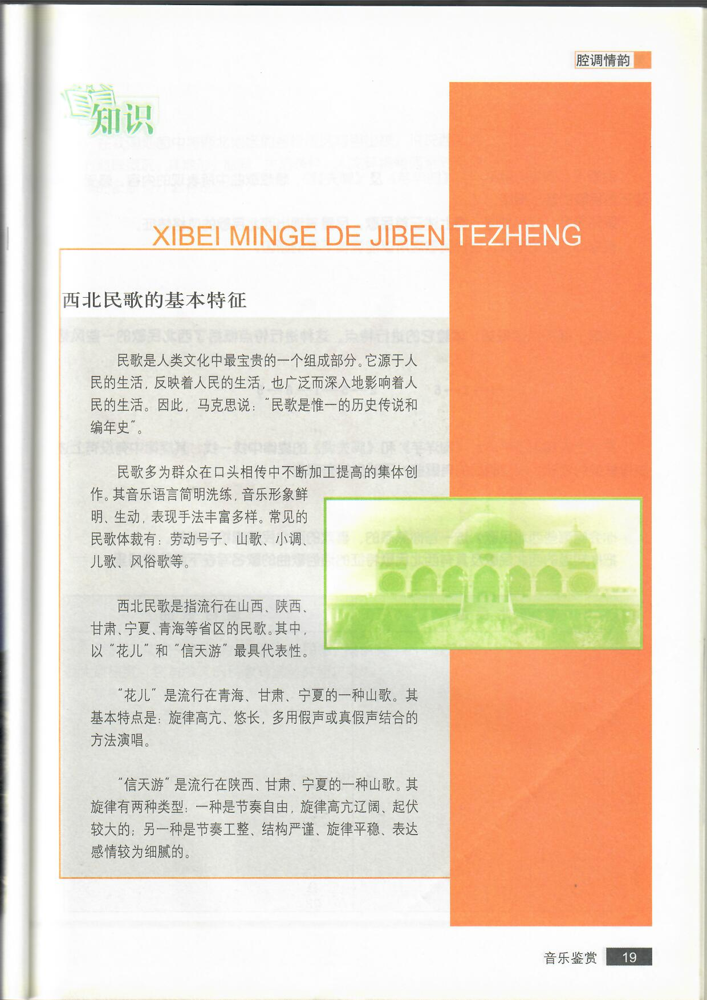 腔调情韵
知识
XIBEI MINGE DE JIBEN TEZHENG
西北民歌的基本特征
民歌是人类文化中最宝贵的一个组成部分。它源于人
民的生活，反映着人民的生活，也广泛而深入地影响着人
民的生活。因此，马克思说：“民歌是惟一的历史传说和
编年史”。
民歌多为群众在口头相传中不断加工提高的集体创
作。其音乐语言简明洗练，音乐形象鲜
明、生动，表现手法丰富多样。常见的
民歌体裁有：劳动号子、山歌、小调、
儿歌、风俗歌等。
西北民歌是指流行在山西、陕西、
甘肃、宁夏、青海等省区的民歌。其中，
以“花儿”和“信天游”最具代表性。
“花儿”是流行在青海、甘肃、宁夏的一种山歌。其
基本特点是：旋律高亢、悠长，多用假声或真假声结合的
方法演唱。
“信天游”是流行在陕西、甘肃、宁夏的一种山歌。其
旋律有两种类型：一种是节奏自由，旋律高亢辽阔、起伏
较大的；另一种是节奏工整、结构严谨、旋律平稳、表达
感情较为细腻的。
音乐鉴赏 19